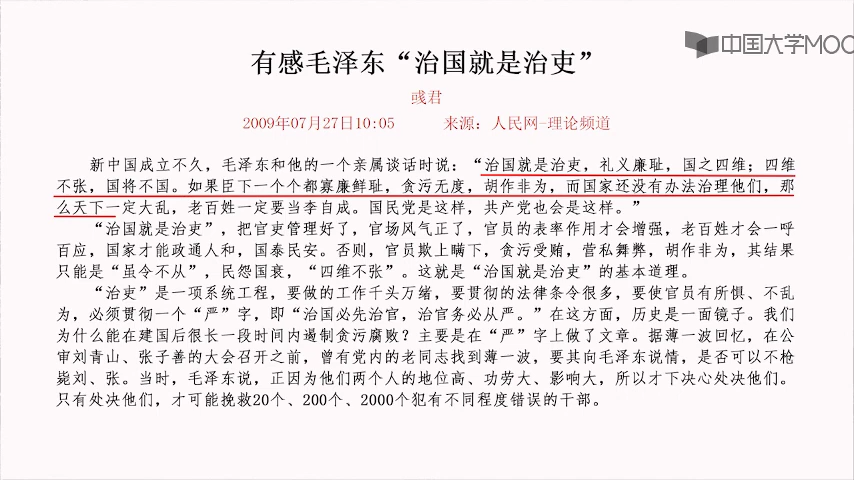 中国大学MOO
有感毛泽东“治国就是治吏”
彧君
2009年07月27日10:05 来源：人民网-理论频道
新中国成立不久，毛泽东和他的一个亲属谈话时说：“治国就是治吏，礼义廉耻，国之四维；四维
不张，国将不国。如果臣下一个个都寡廉鲜耻，贪污无度，胡作非为，而国家还没有办法治理他们，那
么天下一定大乱，老百姓一定要当李自成。国民党是这样，共产党也会是这样。”
“治国就是治吏”，把官吏管理好了，官场风气正了，官员的表率作用才会增强，老百姓才会一呼
百应，国家才能政通人和，国泰民安。否则，官员欺上瞒下，贪污受贿，营私舞弊，胡作非为，其结果
只能是“虽令不从”，民怨国衰，“四维不张”。这就是“治国就是治吏”的基本道理。
“治吏”是一项系统工程，要做的工作千头万绪，要贯彻的法律条令很多，要使官员有所惧、不乱
为，必须贯彻一个“严”字，即“治国必先治官，治官务必从严。”在这方面，历史是一面镜子。我们
为什么能在建国后很长一段时间内遏制贪污腐败？主要是在“严”字上做了文章。据薄一波回忆，在公
审刘青山、张子善的大会召开之前，曾有党内的老同志找到薄一波，要其向毛泽东说情，是否可以不枪
毙刘、张。当时，毛泽东说，正因为他们两个人的地位高、功劳大、影响大，所以才下决心处决他们。
只有处决他们，才可能挽救20个、200个、2000个犯有不同程度错误的干部。